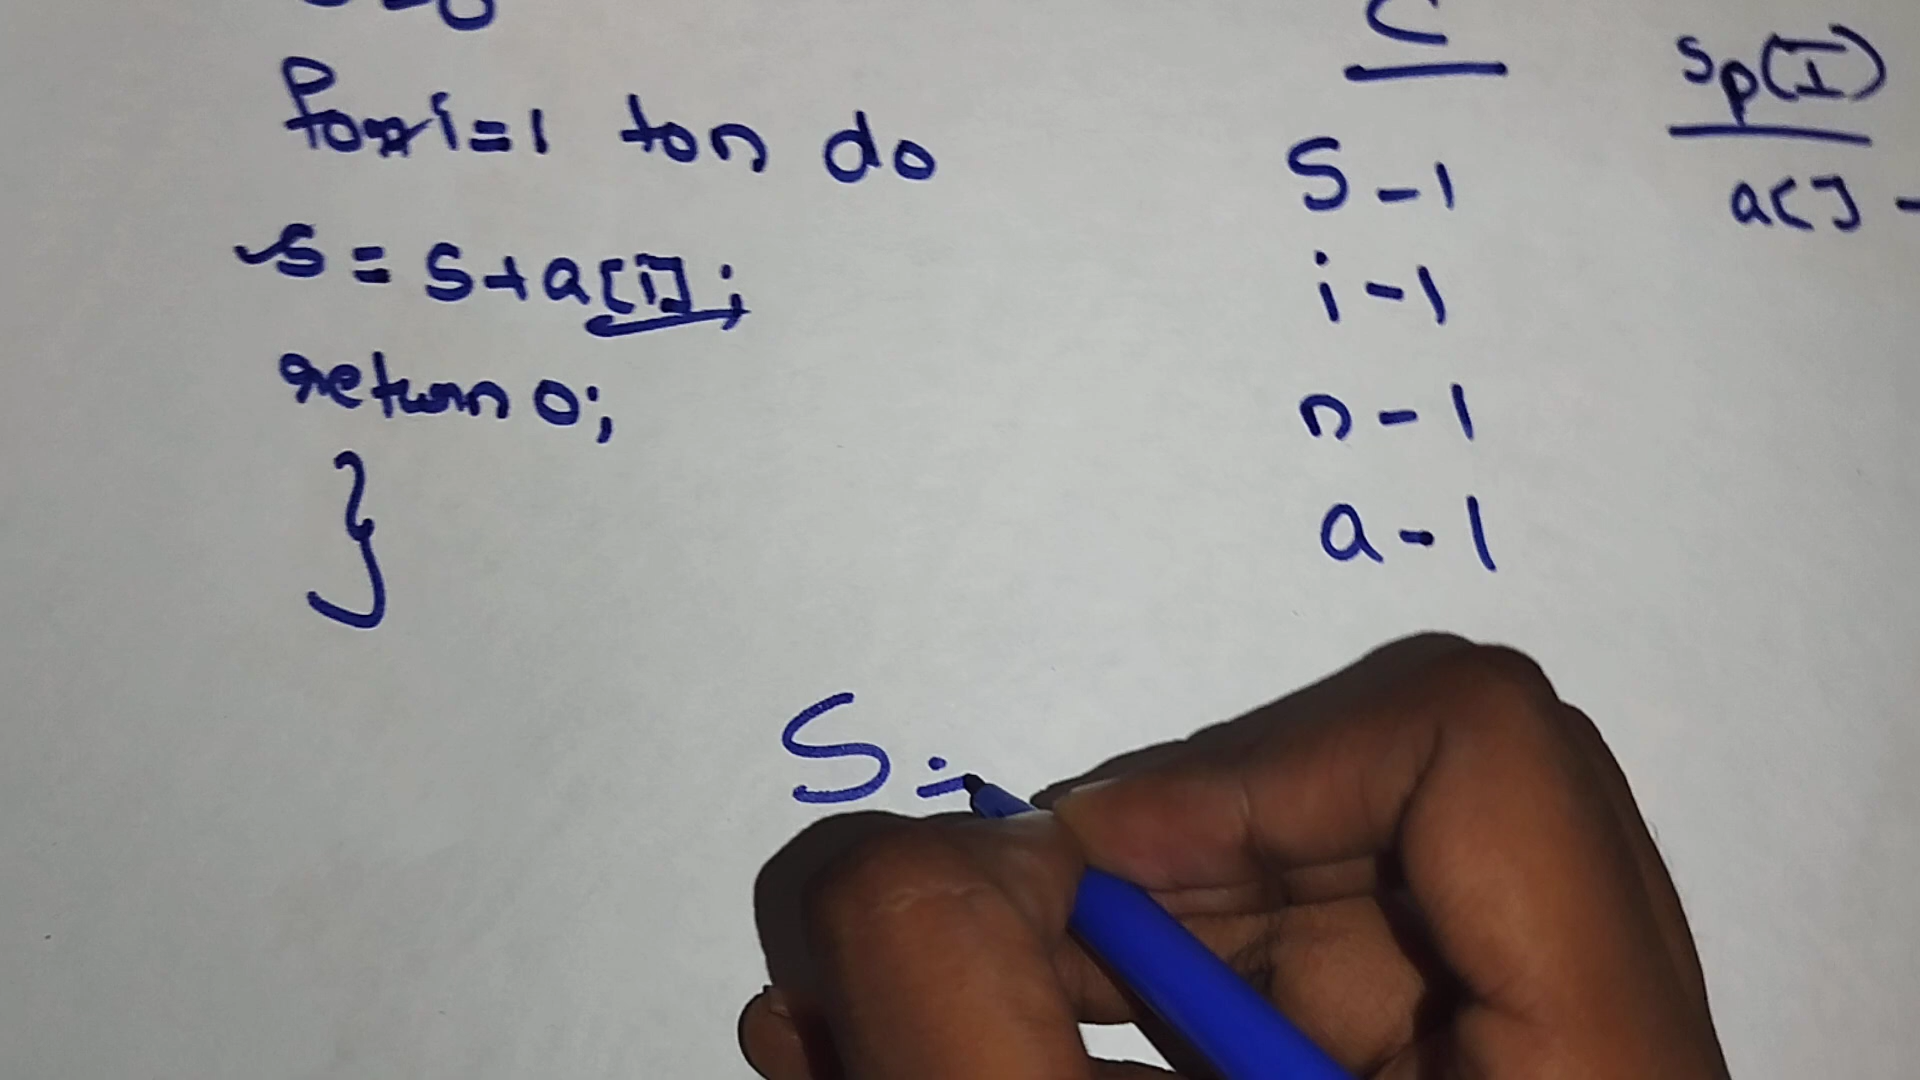 for i=1 to n do
s = s+a[i];
return 0;
}
C
S-1
i-1
n-1
a-1
Sp(I)
a[] -
S =